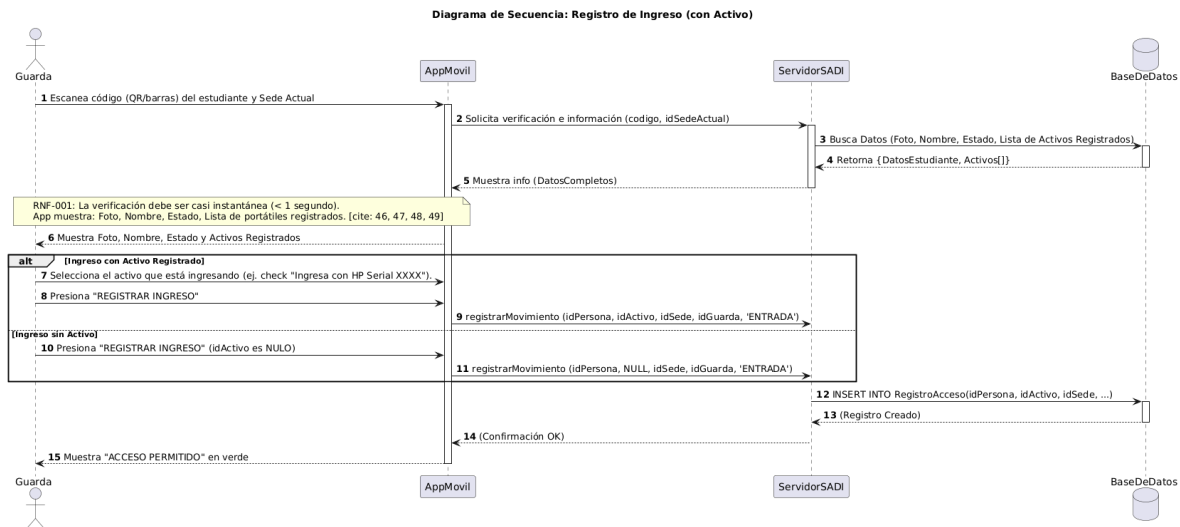 Diagrama de Secuencia: Registro de Ingreso (con Activo)
Guarda
AppMovil
ServidorSADI
BaseDeDatos
1 Escanea código (QR/barras) del estudiante y Sede Actual
2 Solicita verificación e información (codigo, idSedeActual)
3 Busca Datos (Foto, Nombre, Estado, Lista de Activos Registrados)
4 Retorna {DatosEstudiante, Activos[]}
5 Muestra info (DatosCompletos)
RNF-001: La verificación debe ser casi instantánea (< 1 segundo).
App muestra: Foto, Nombre, Estado, Lista de portátiles registrados. [cite: 46, 47, 48, 49]
6 Muestra Foto, Nombre, Estado y Activos Registrados
alt [Ingreso con Activo Registrado]
7 Selecciona el activo que está ingresando (ej. check "Ingresa con HP Serial XXXX").
8 Presiona "REGISTRAR INGRESO"
9 registrarMovimiento (idPersona, idActivo, idSede, idGuarda, 'ENTRADA')
[Ingreso sin Activo]
10 Presiona "REGISTRAR INGRESO" (idActivo es NULO)
11 registrarMovimiento (idPersona, NULL, idSede, idGuarda, 'ENTRADA')
12 INSERT INTO RegistroAcceso(idPersona, idActivo, idSede, ...)
13 (Registro Creado)
14 (Confirmación OK)
15 Muestra "ACCESO PERMITIDO" en verde
Guarda
AppMovil
ServidorSADI
BaseDeDatos